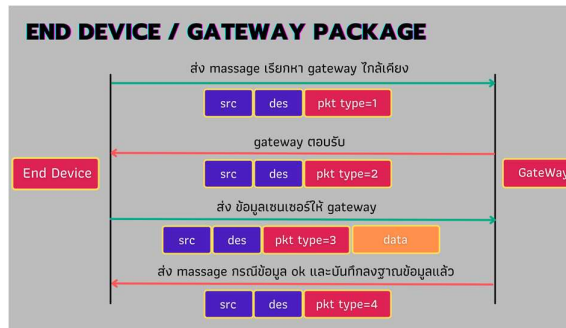 END DEVICE / GATEWAY PACKAGE
ส่ง massage เรียกหา gateway ใกล้เคียง
src des pkt type=1
gateway ตอบรับ
End Device
GateWay
src des pkt type=2
ส่ง ข้อมูลเซนเซอร์ให้ gateway
src des pkt type=3 data
ส่ง massage กรณีข้อมูล ok และบันทึกลงฐานข้อมูลแล้ว
src des pkt type=4